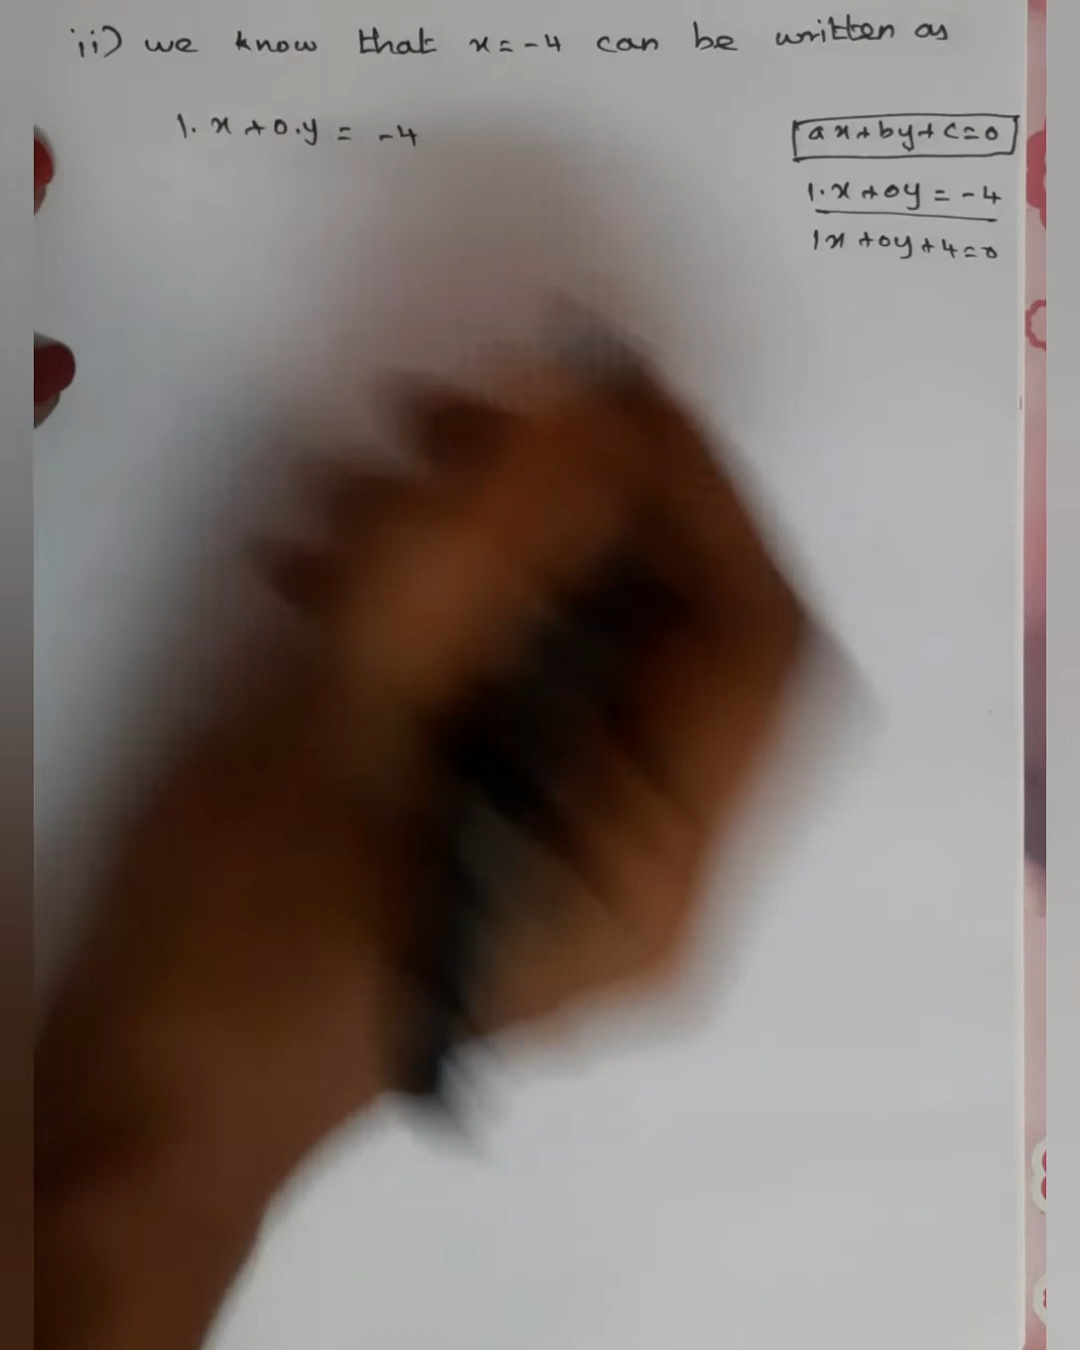 ii) we know that x = -4 can be written as
1. x + 0.y = -4
ax + by + c = 0
1.x + 0y = -4
1x + 0y + 4 = 0